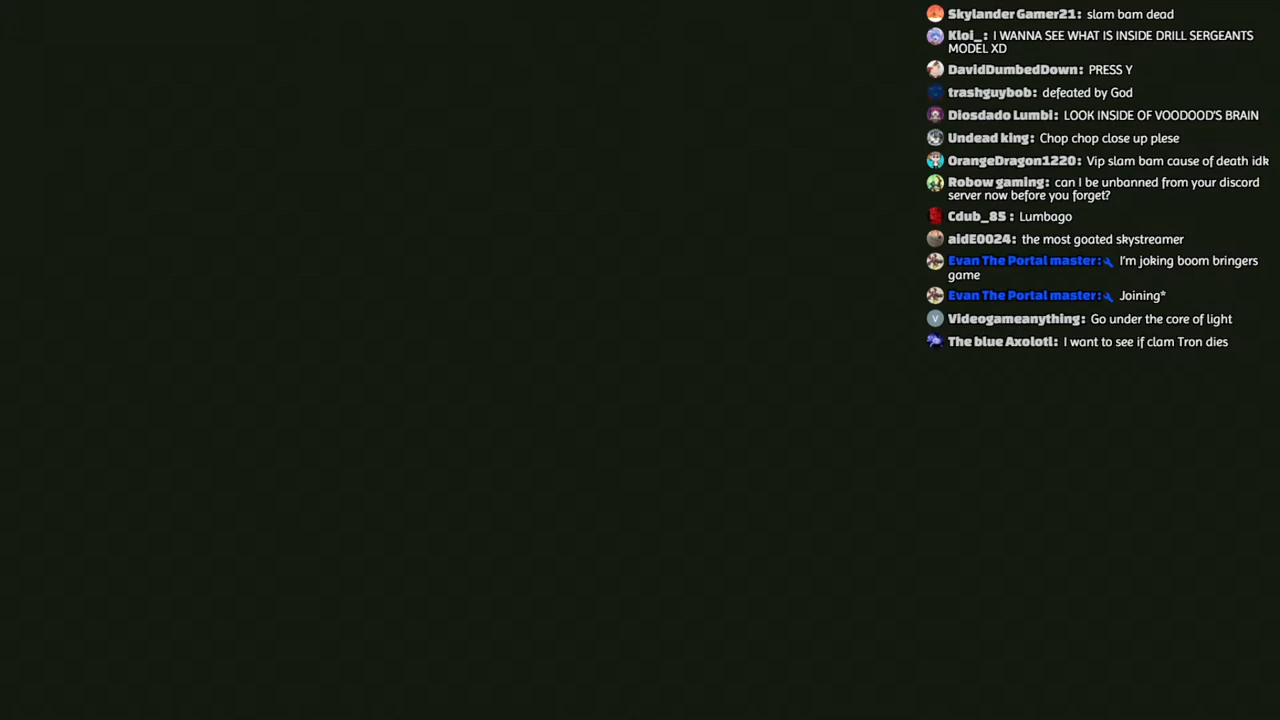 Skylander Gamer21: slam bam dead
Kloi_: I WANNA SEE WHAT IS INSIDE DRILL SERGEANTS
MODEL XD
DavidDumbedDown: PRESS Y
trashguybob: defeated by God
Diosdado Lumbi: LOOK INSIDE OF VOODOOD'S BRAIN
Undead king: Chop chop close up plese
OrangeDragon1220: Vip slam bam cause of death idk
Robow gaming: can I be unbanned from your discord
server now before you forget?
Cdub_85 : Lumbago
aidE0024: the most goated skystreamer
Evan The Portal master: I'm joking boom bringers
game
Evan The Portal master: Joining*
V Videogameanything: Go under the core of light
The blue Axolotl: I want to see if clam Tron dies